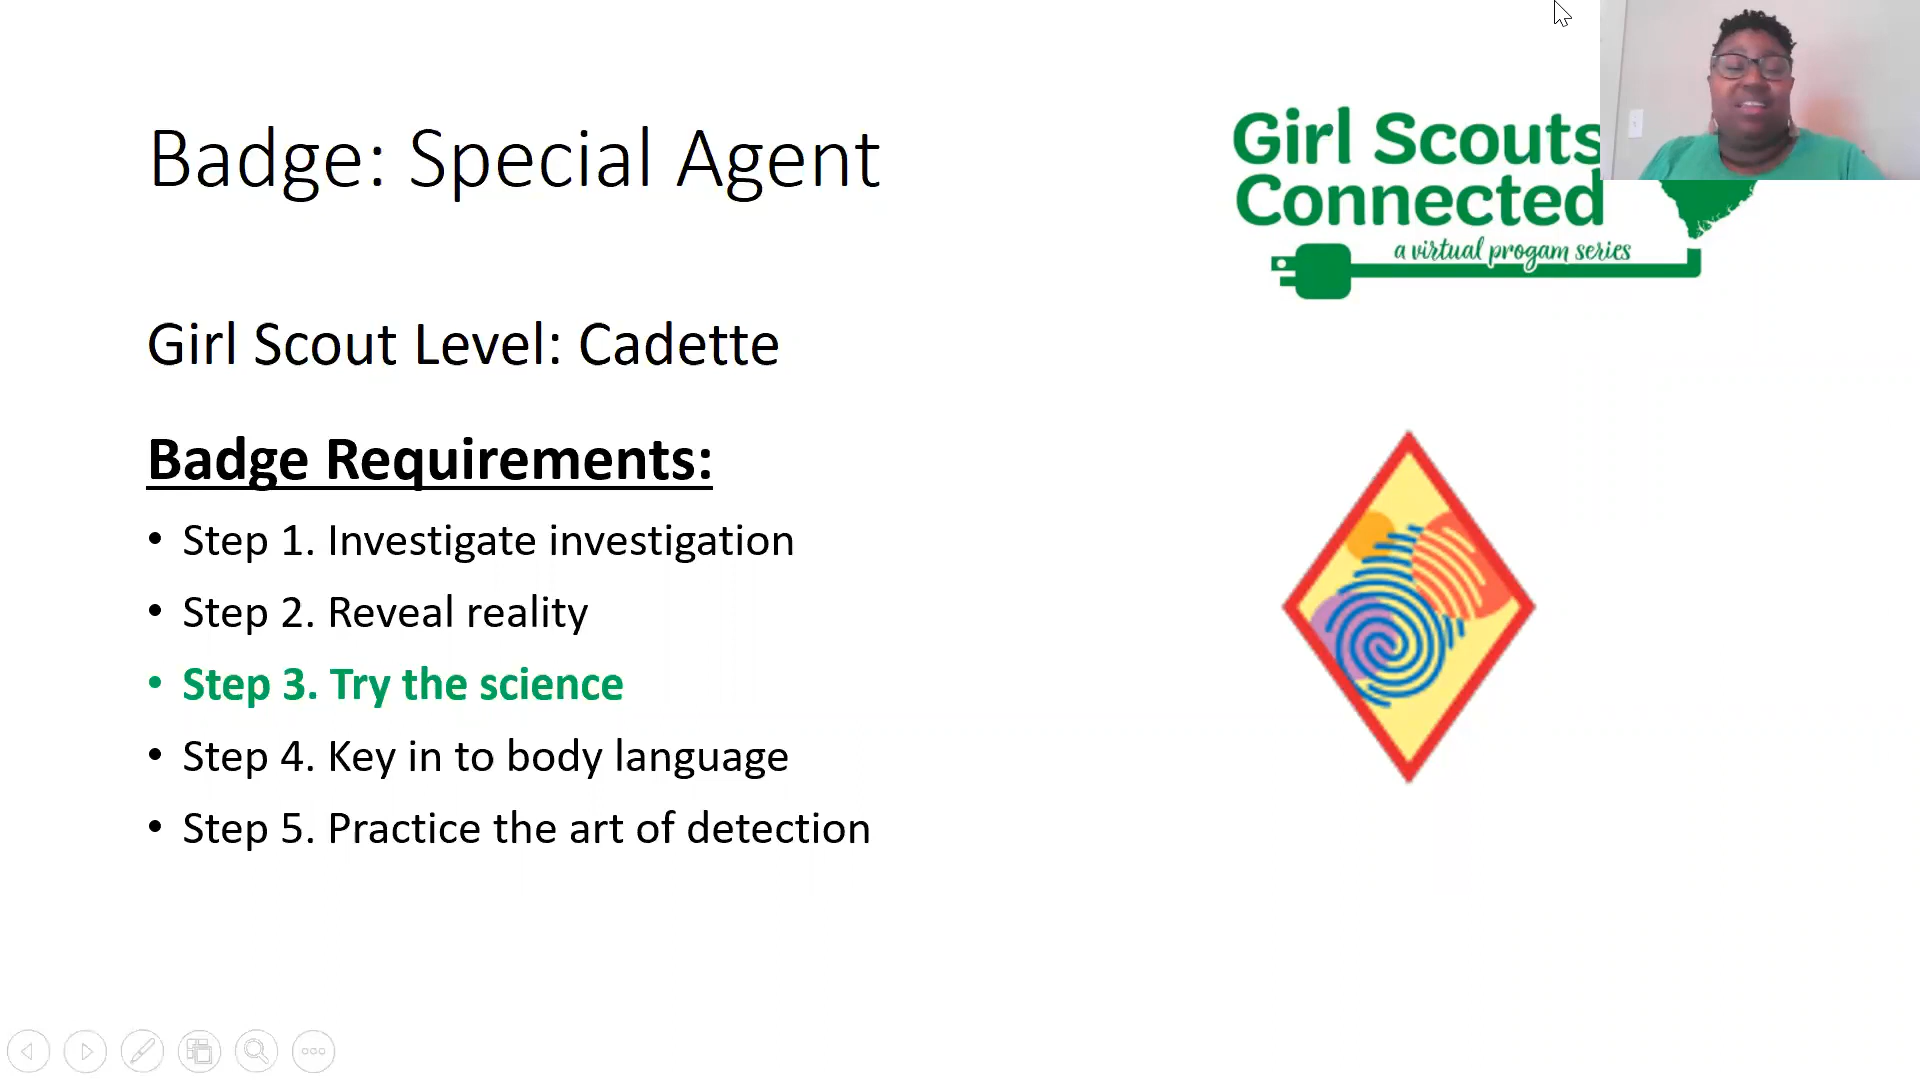 Badge: Special Agent
Girl Scouts
Connected
a virtual progam series
Girl Scout Level: Cadette
Badge Requirements:
• Step 1. Investigate investigation
• Step 2. Reveal reality
• Step 3. Try the science
• Step 4. Key in to body language
• Step 5. Practice the art of detection